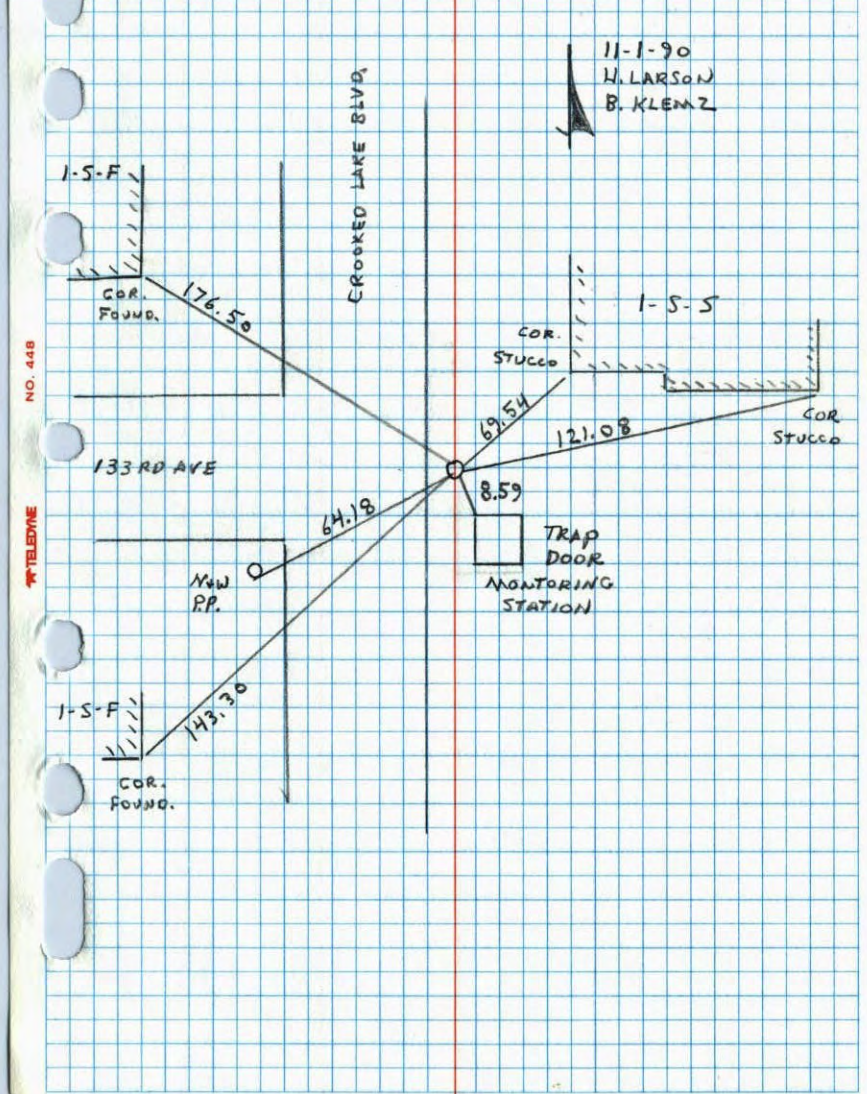 11-1-90
H. LARSON
B. KLEMZ
CROOKED LAKE BLVD.
1-S-F
COR.
FOUND.
176.50
1-S-S
COR.
STUCCO
69.54
121.08
COR
STUCCO
133RD AVE
64.18
8.59
TRAP
DOOR
MONTORING
STATION
N+W
P.P.
1-S-F
143.30
COR.
FOUND.
NO. 448
TELEDYNE